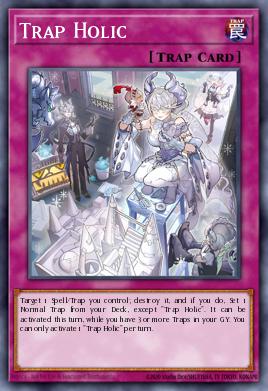 Trap Holic
TRAP
罠
[Trap Card]
Target 1 Spell/Trap you control; destroy it, and if you do, Set 1
Normal Trap from your Deck, except "Trap Holic". It can be
activated this turn, while you have 3 or more Traps in your GY. You
can only activate 1 "Trap Holic" per turn.